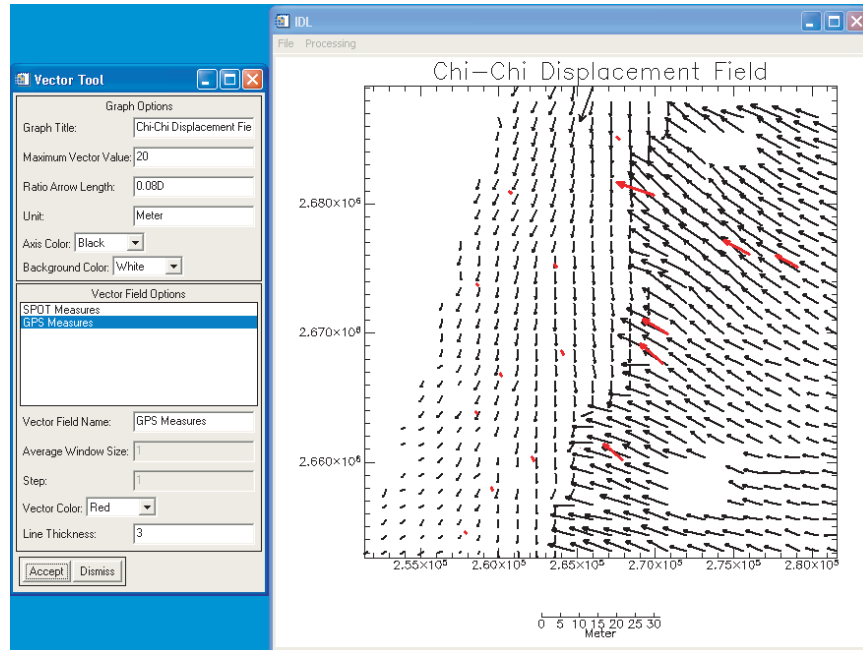 IDL
File Processing
Vector Tool
Graph Options
Graph Title: Chi-Chi Displacement Fie
Maximum Vector Value: 20
Ratio Arrow Length: 0.08D
Unit: Meter
Axis Color: Black
Background Color: White
Vector Field Options
SPOT Measures
GPS Measures
Vector Field Name: GPS Measures
Average Window Size: 1
Step: 1
Vector Color: Red
Line Thickness: 3
Accept Dismiss
Chi-Chi Displacement Field
2.680×10⁶
2.670×10⁶
2.660×10⁶
2.55×10⁵ 2.60×10⁵ 2.65×10⁵ 2.70×10⁵ 2.75×10⁵ 2.80×10⁵
0 5 10 15 20 25 30
Meter